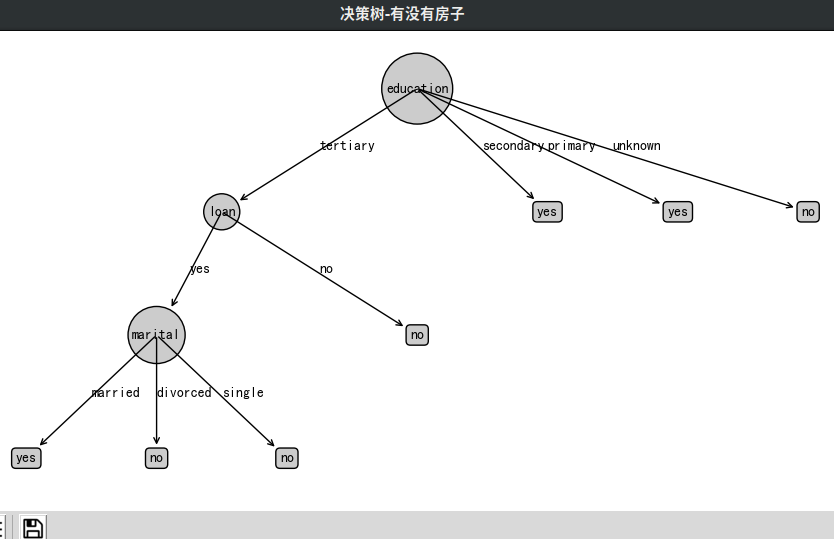 决策树-有没有房子
education
tertiary
secondary
primary
unknown
loan
yes
yes
no
yes
no
marital
no
married
divorced
single
yes
no
no